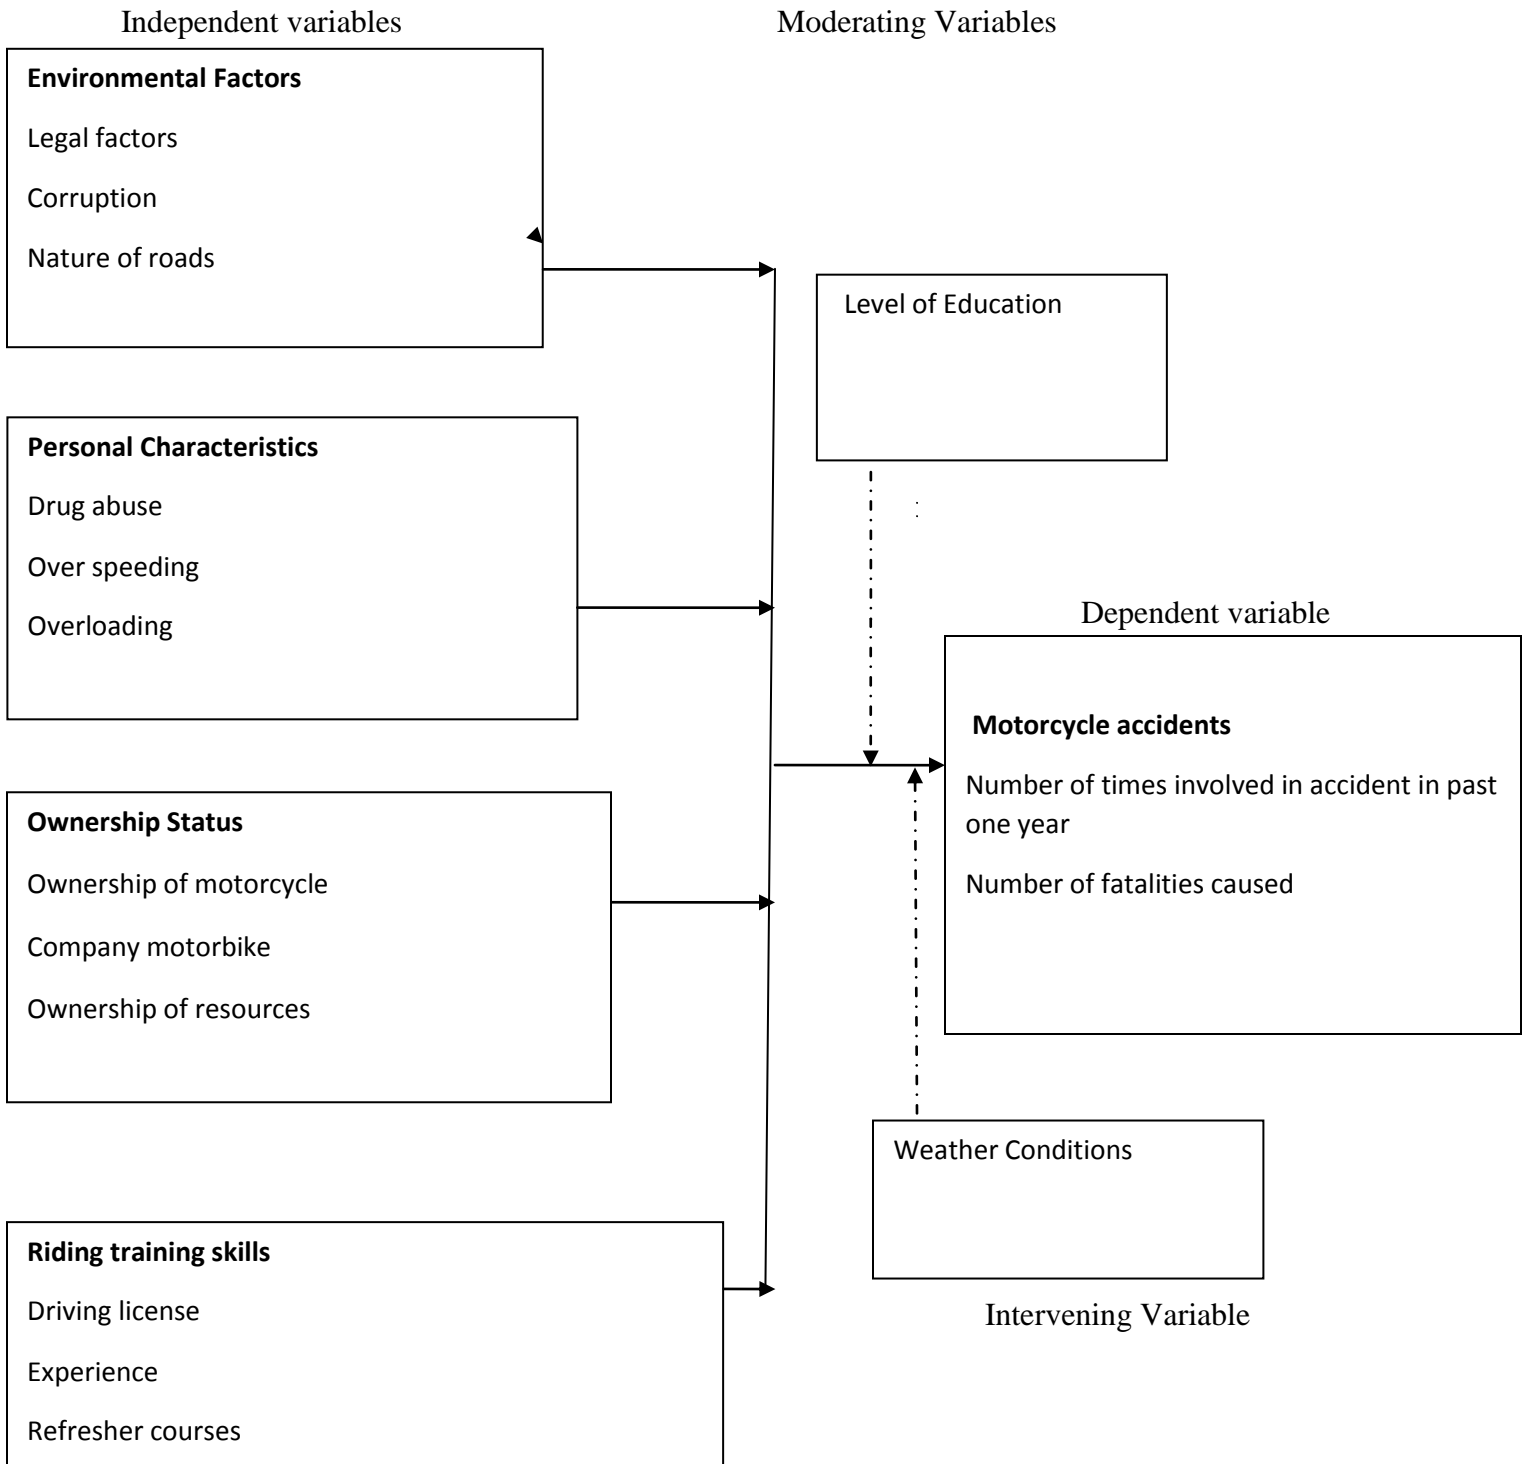 Independent variables
Moderating Variables
Environmental Factors
Legal factors
Corruption
Nature of roads
Level of Education
Personal Characteristics
Drug abuse
Over speeding
Overloading
Dependent variable
Motorcycle accidents
Number of times involved in accident in past
one year
Number of fatalities caused
Ownership Status
Ownership of motorcycle
Company motorbike
Ownership of resources
Weather Conditions
Intervening Variable
Riding training skills
Driving license
Experience
Refresher courses